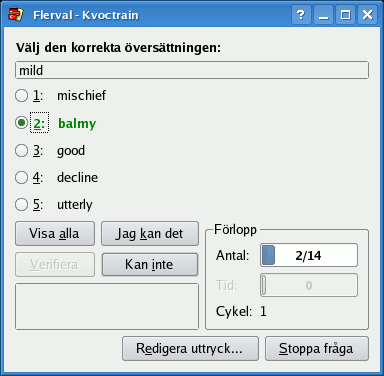 Flerval - Kvoctrain
Välj den korrekta översättningen:
mild
1: mischief
2: balmy
3: good
4: decline
5: utterly
Visa alla Jag kan det
Verifiera Kan inte
Förlopp
Antal: 2/14
Tid: 0
Cykel: 1
Redigera uttryck... Stoppa fråga